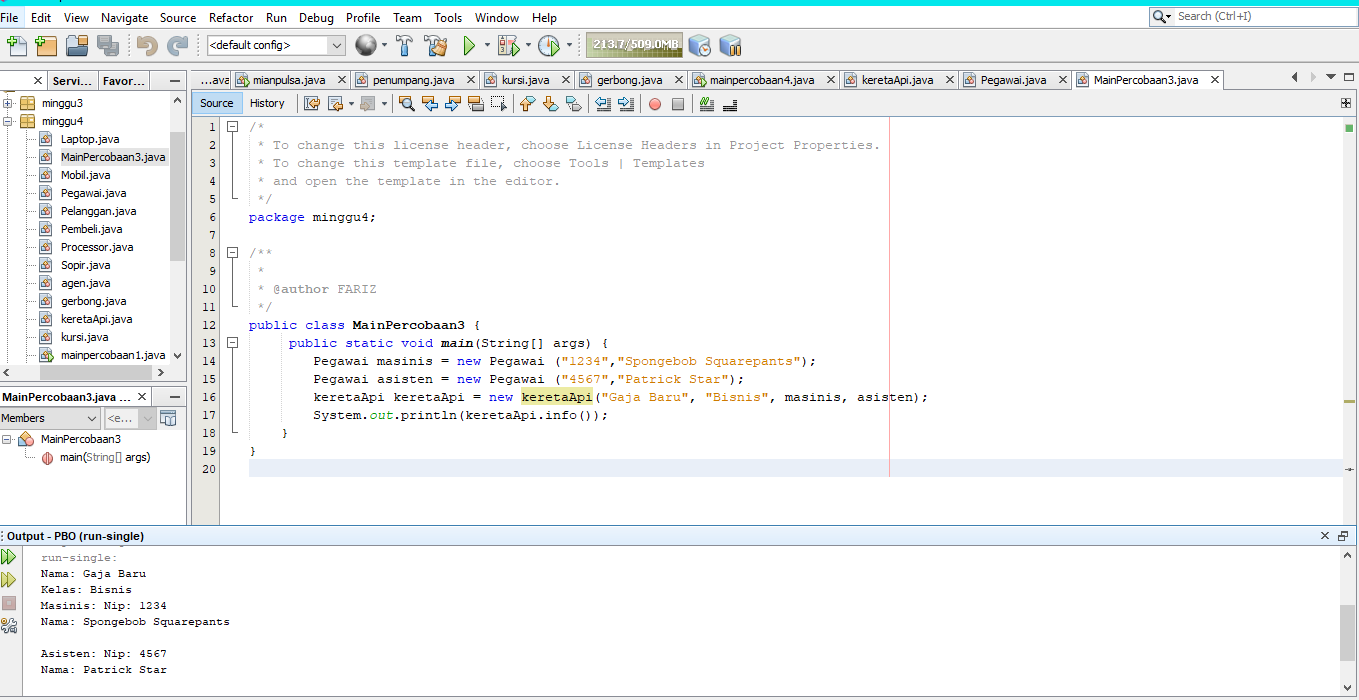 File Edit View Navigate Source Refactor Run Debug Profile Team Tools Window Help
Search (Ctrl+I)
<default config>
213.7/509.0MB
Servi... Favor...
...ava mianpulsa.java penumpang.java kursi.java gerbong.java mainpercobaan4.java keretaApi.java Pegawai.java MainPercobaan3.java
Source History
minggu3
minggu4
Laptop.java
MainPercobaan3.java
Mobil.java
Pegawai.java
Pelanggan.java
Pembeli.java
Processor.java
Sopir.java
agen.java
gerbong.java
keretaApi.java
kursi.java
mainpercobaan1.java
MainPercobaan3.java ...
Members <e...
MainPercobaan3
main(String[] args)
1 /*
2 * To change this license header, choose License Headers in Project Properties.
3 * To change this template file, choose Tools | Templates
4 * and open the template in the editor.
5 */
6 package minggu4;
7
8 /**
9 *
10 * @author FARIZ
11 */
12 public class MainPercobaan3 {
13 public static void main(String[] args) {
14 Pegawai masinis = new Pegawai ("1234","Spongebob Squarepants");
15 Pegawai asisten = new Pegawai ("4567","Patrick Star");
16 keretaApi keretaApi = new keretaApi("Gaja Baru", "Bisnis", masinis, asisten);
17 System.out.println(keretaApi.info());
18 }
19 }
20
Output - PBO (run-single)
run-single:
Nama: Gaja Baru
Kelas: Bisnis
Masinis: Nip: 1234
Nama: Spongebob Squarepants
Asisten: Nip: 4567
Nama: Patrick Star